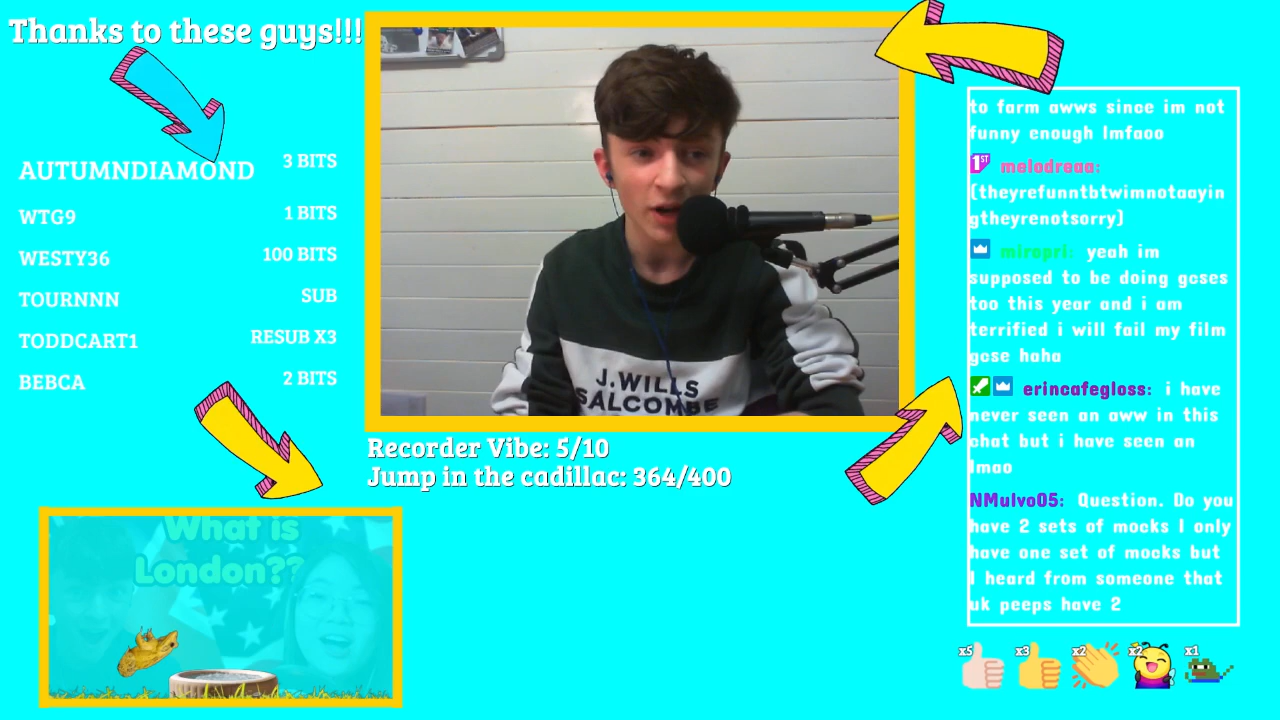 Thanks to these guys!!!
AUTUMNDIAMOND 3 BITS
WTG9 1 BITS
WESTY36 100 BITS
TOURNNN SUB
TODDCART1 RESUB X3
BEBCA 2 BITS
J.WILLS
SALCOMBE
Recorder Vibe: 5/10
Jump in the cadillac: 364/400
What is
London??
to farm awws since im not
funny enough lmfaoo
1ST melodreaa:
(theyrefunntbtwimnotaayin
gtheyrenotsorry)
miropri: yeah im
supposed to be doing gcses
too this year and i am
terrified i will fail my film
gcse haha
erincafegloss: i have
never seen an aww in this
chat but i have seen an
lmao
NMulvo05: Question. Do you
have 2 sets of mocks I only
have one set of mocks but
I heard from someone that
uk peeps have 2
x5 x3 x2 x2 x1